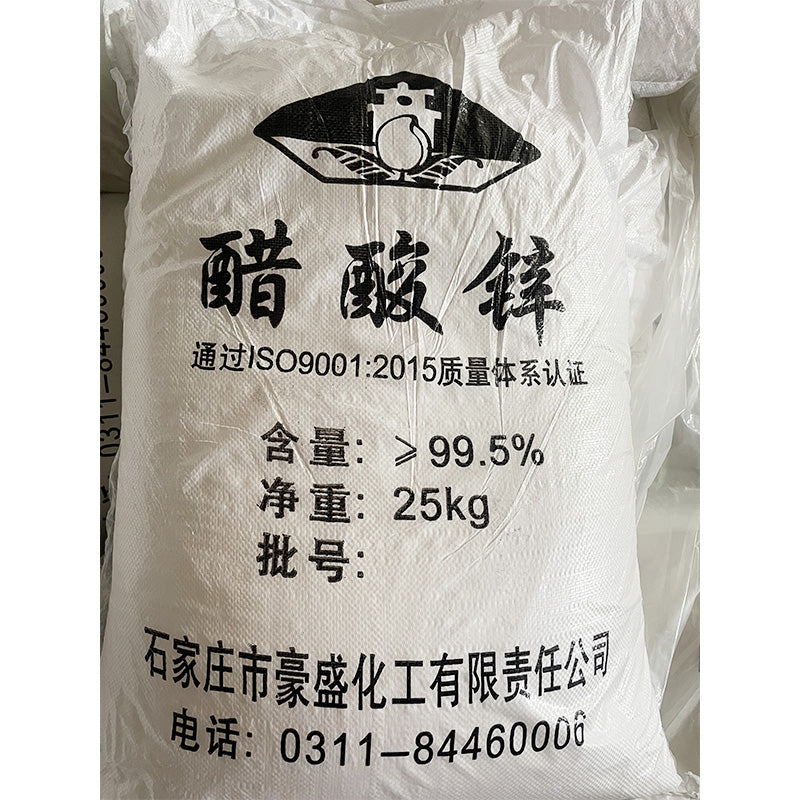 醋酸锌
通过ISO9001:2015质量体系认证
含量: ≥99.5%
净重: 25kg
批号:
石家庄市豪盛化工有限责任公司
电话: 0311—84460006